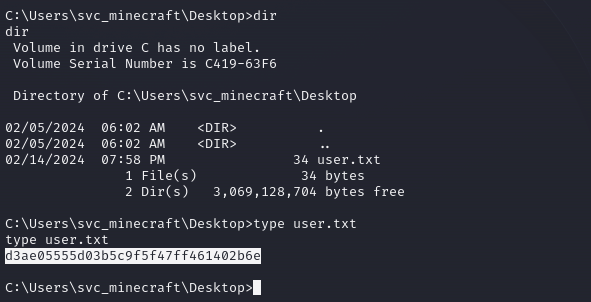 C:\Users\svc_minecraft\Desktop>dir
dir
 Volume in drive C has no label.
 Volume Serial Number is C419-63F6

 Directory of C:\Users\svc_minecraft\Desktop

02/05/2024  06:02 AM    <DIR>          .
02/05/2024  06:02 AM    <DIR>          ..
02/14/2024  07:58 PM                34 user.txt
               1 File(s)             34 bytes
               2 Dir(s)   3,069,128,704 bytes free

C:\Users\svc_minecraft\Desktop>type user.txt
type user.txt
d3ae05555d03b5c9f5f47ff461402b6e

C:\Users\svc_minecraft\Desktop>